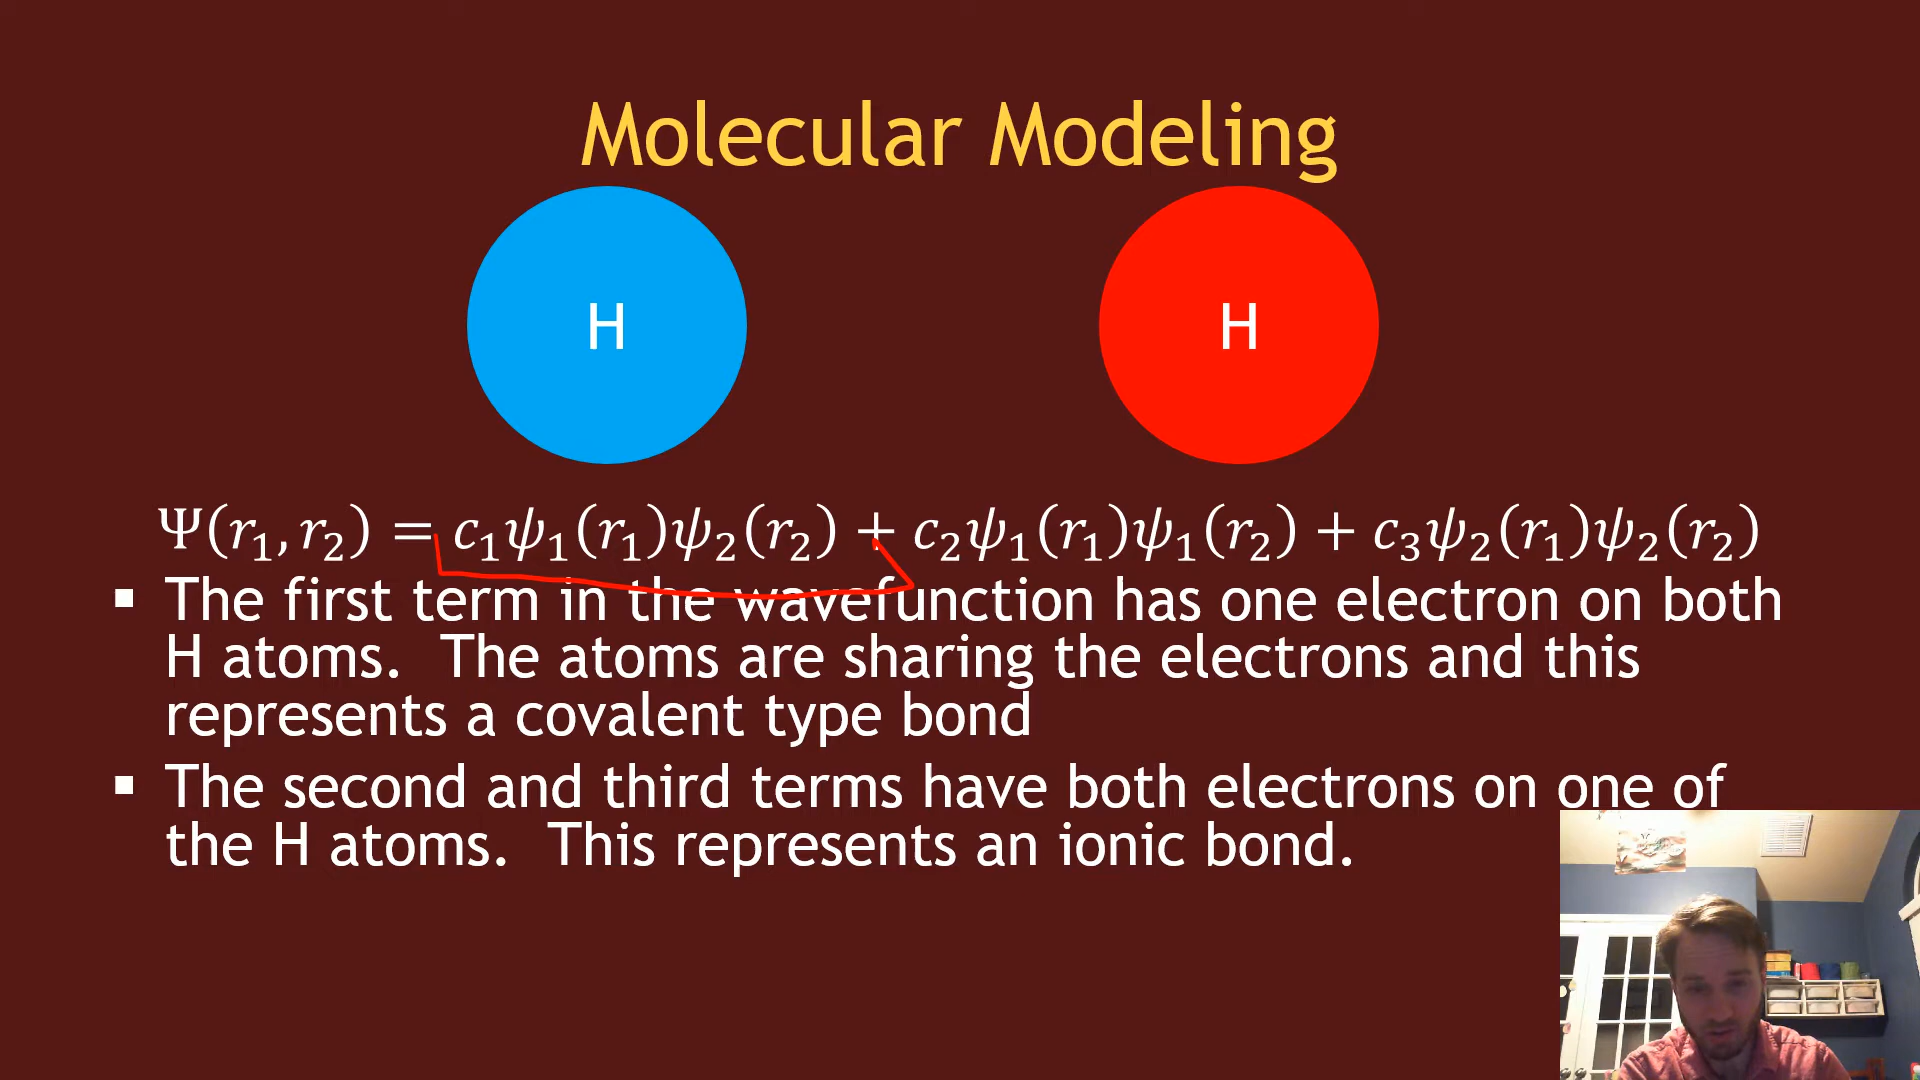 Molecular Modeling
H H
Ψ(r₁, r₂) = c₁ψ₁(r₁)ψ₂(r₂) + c₂ψ₁(r₁)ψ₁(r₂) + c₃ψ₂(r₁)ψ₂(r₂)
▪ The first term in the wavefunction has one electron on both
H atoms.  The atoms are sharing the electrons and this
represents a covalent type bond
▪ The second and third terms have both electrons on one of
the H atoms.  This represents an ionic bond.